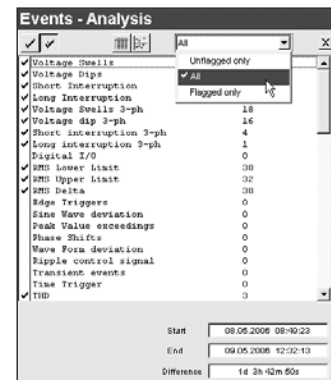 Events - Analysis
All
X
Unflagged only
All
Flagged only
Voltage Swells
Voltage Dips
Short Interruption
Long Interruption
Voltage Swells 3-ph 18
Voltage dip 3-ph 16
Short interruption 3-ph 4
Long interruption 3-ph 1
Digital I/O 0
RMS Lower Limit 30
RMS Upper Limit 32
RMS Delta 30
Edge Triggers 0
Sine Wave deviation 0
Peak Value exceedings 0
Phase Shifts 0
Wave Form deviation 0
Ripple control signal 0
Transient events 0
Time Trigger 0
THD 3
Start 08.05.2006 08:49:23
End 09.05.2006 12:32:13
Difference 1d 3h 42m 50s